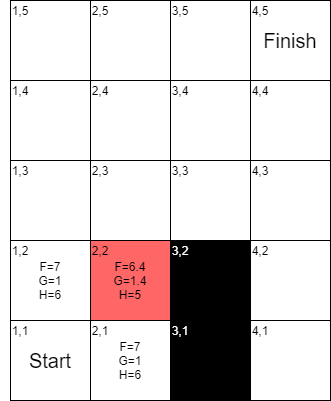 1,5 2,5 3,5 4,5
Finish
1,4 2,4 3,4 4,4
1,3 2,3 3,3 4,3
1,2 2,2 3,2 4,2
F=7 F=6.4
G=1 G=1.4
H=6 H=5
1,1 2,1 3,1 4,1
Start
F=7
G=1
H=6